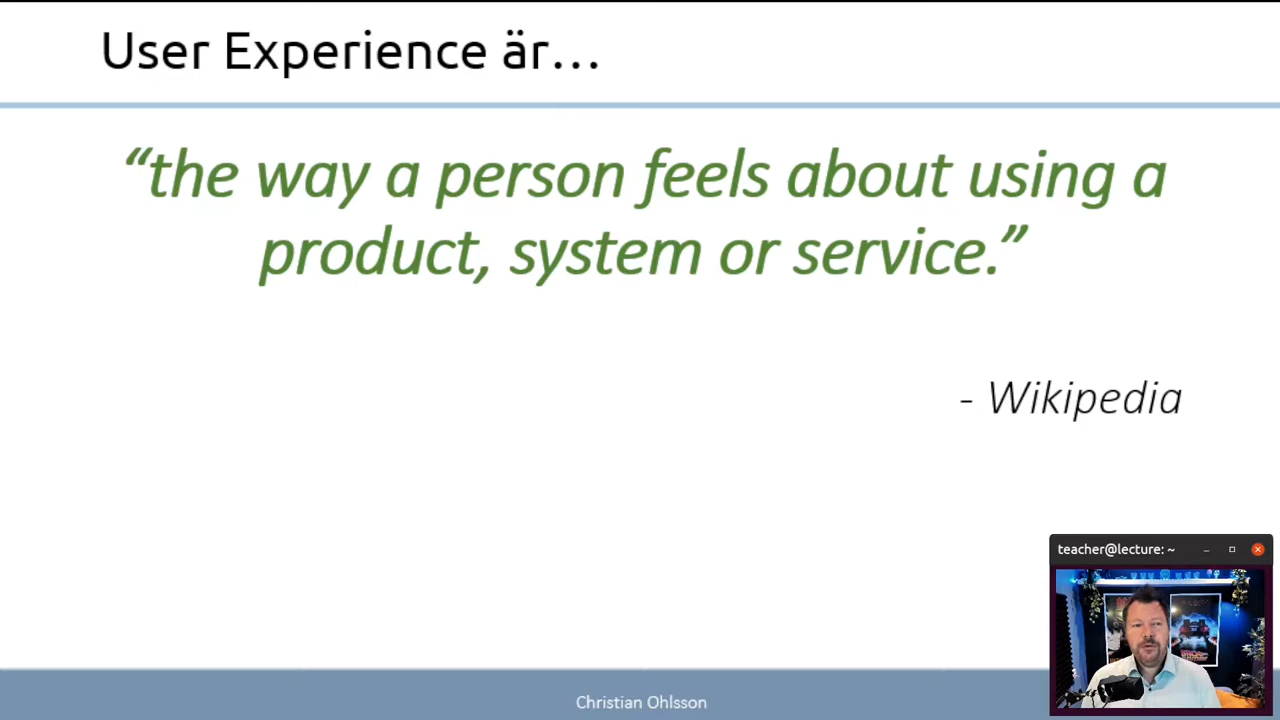 User Experience är…
“the way a person feels about using a
product, system or service.”
- Wikipedia
teacher@lecture: ~
Christian Ohlsson